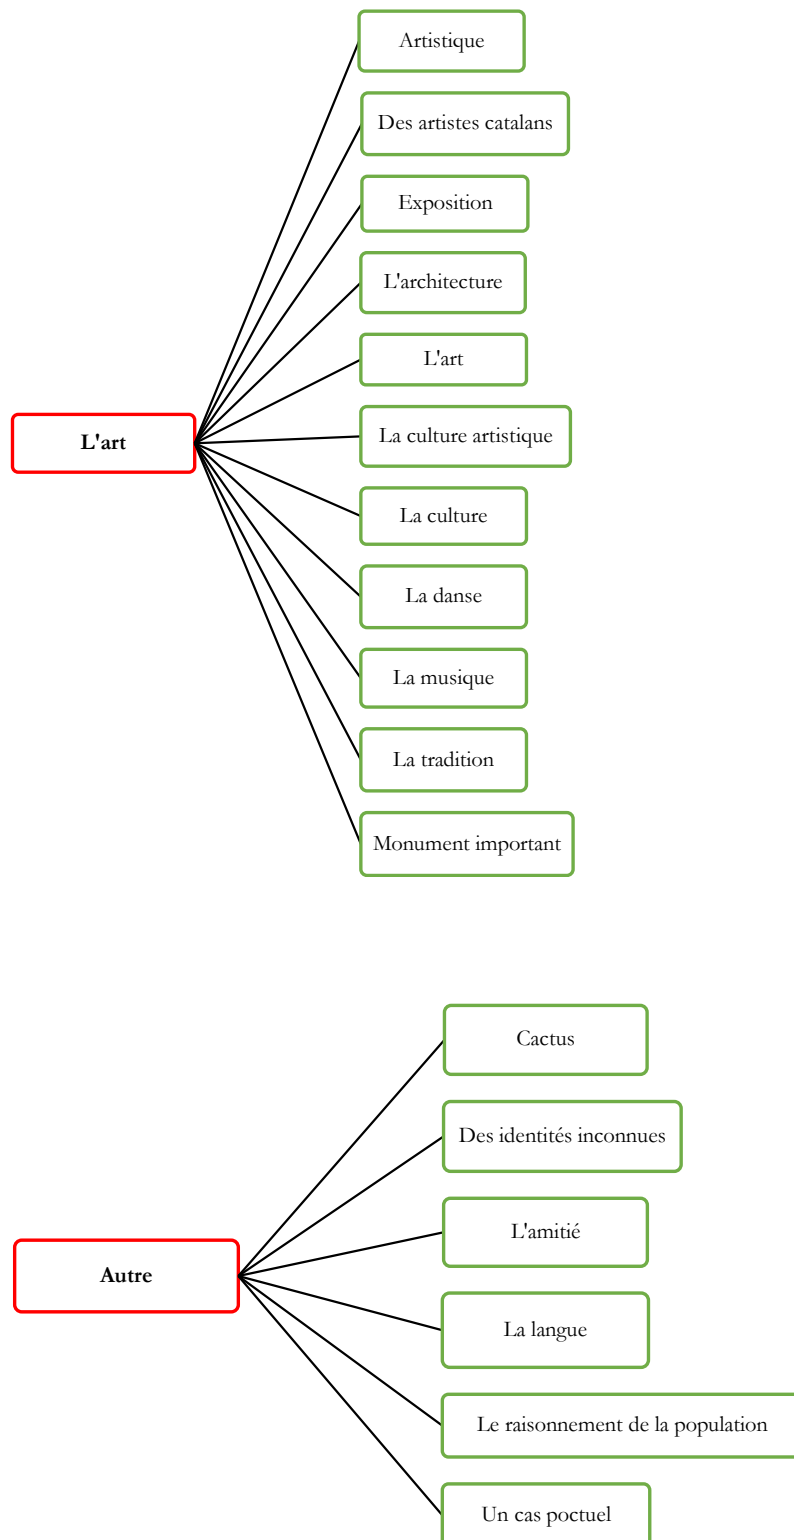 Artistique
Des artistes catalans
Exposition
L'architecture
L'art
L'art
La culture artistique
La culture
La danse
La musique
La tradition
Monument important
Cactus
Des identités inconnues
L'amitié
Autre
La langue
Le raisonnement de la population
Un cas poctuel